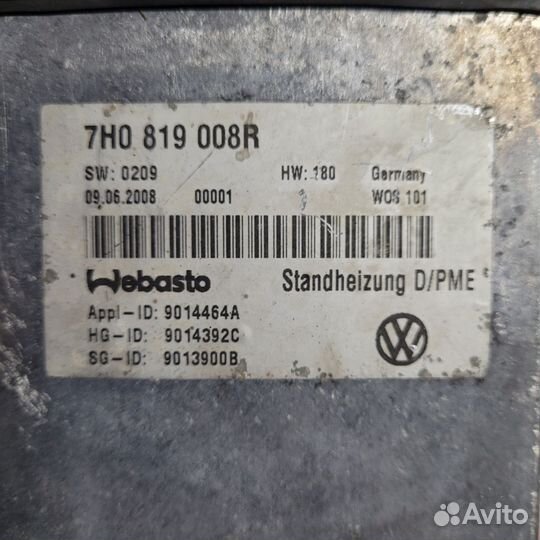 7H0 819 008R
SW: 0209 HW: 180 Germany
09.06.2008 00001 WOS 101
Webasto Standheizung D/PME
Appl-ID: 9014464A
HG-ID: 9014392C
SG-ID: 9013900B
Avito